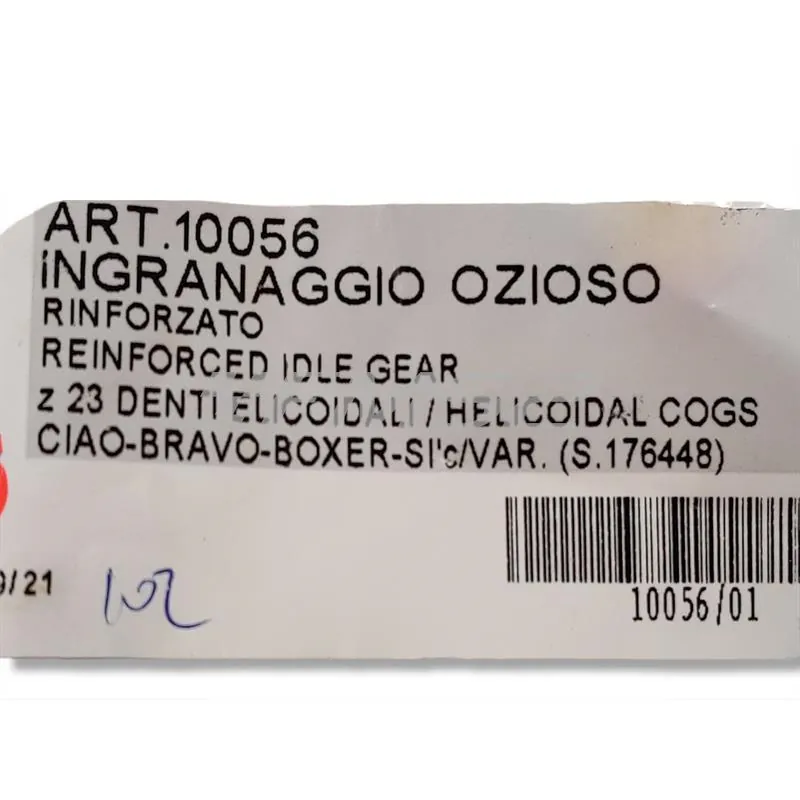 ART.10056
iNGRANAGGIO OZIOSO
RINFORZATO
REINFORCED IDLE GEAR
z 23 DENTI ELICOIDALI / HELICOIDAL COGS
CIAO-BRAVO-BOXER-SI'c/VAR. (S.176448)
/21
10056/01